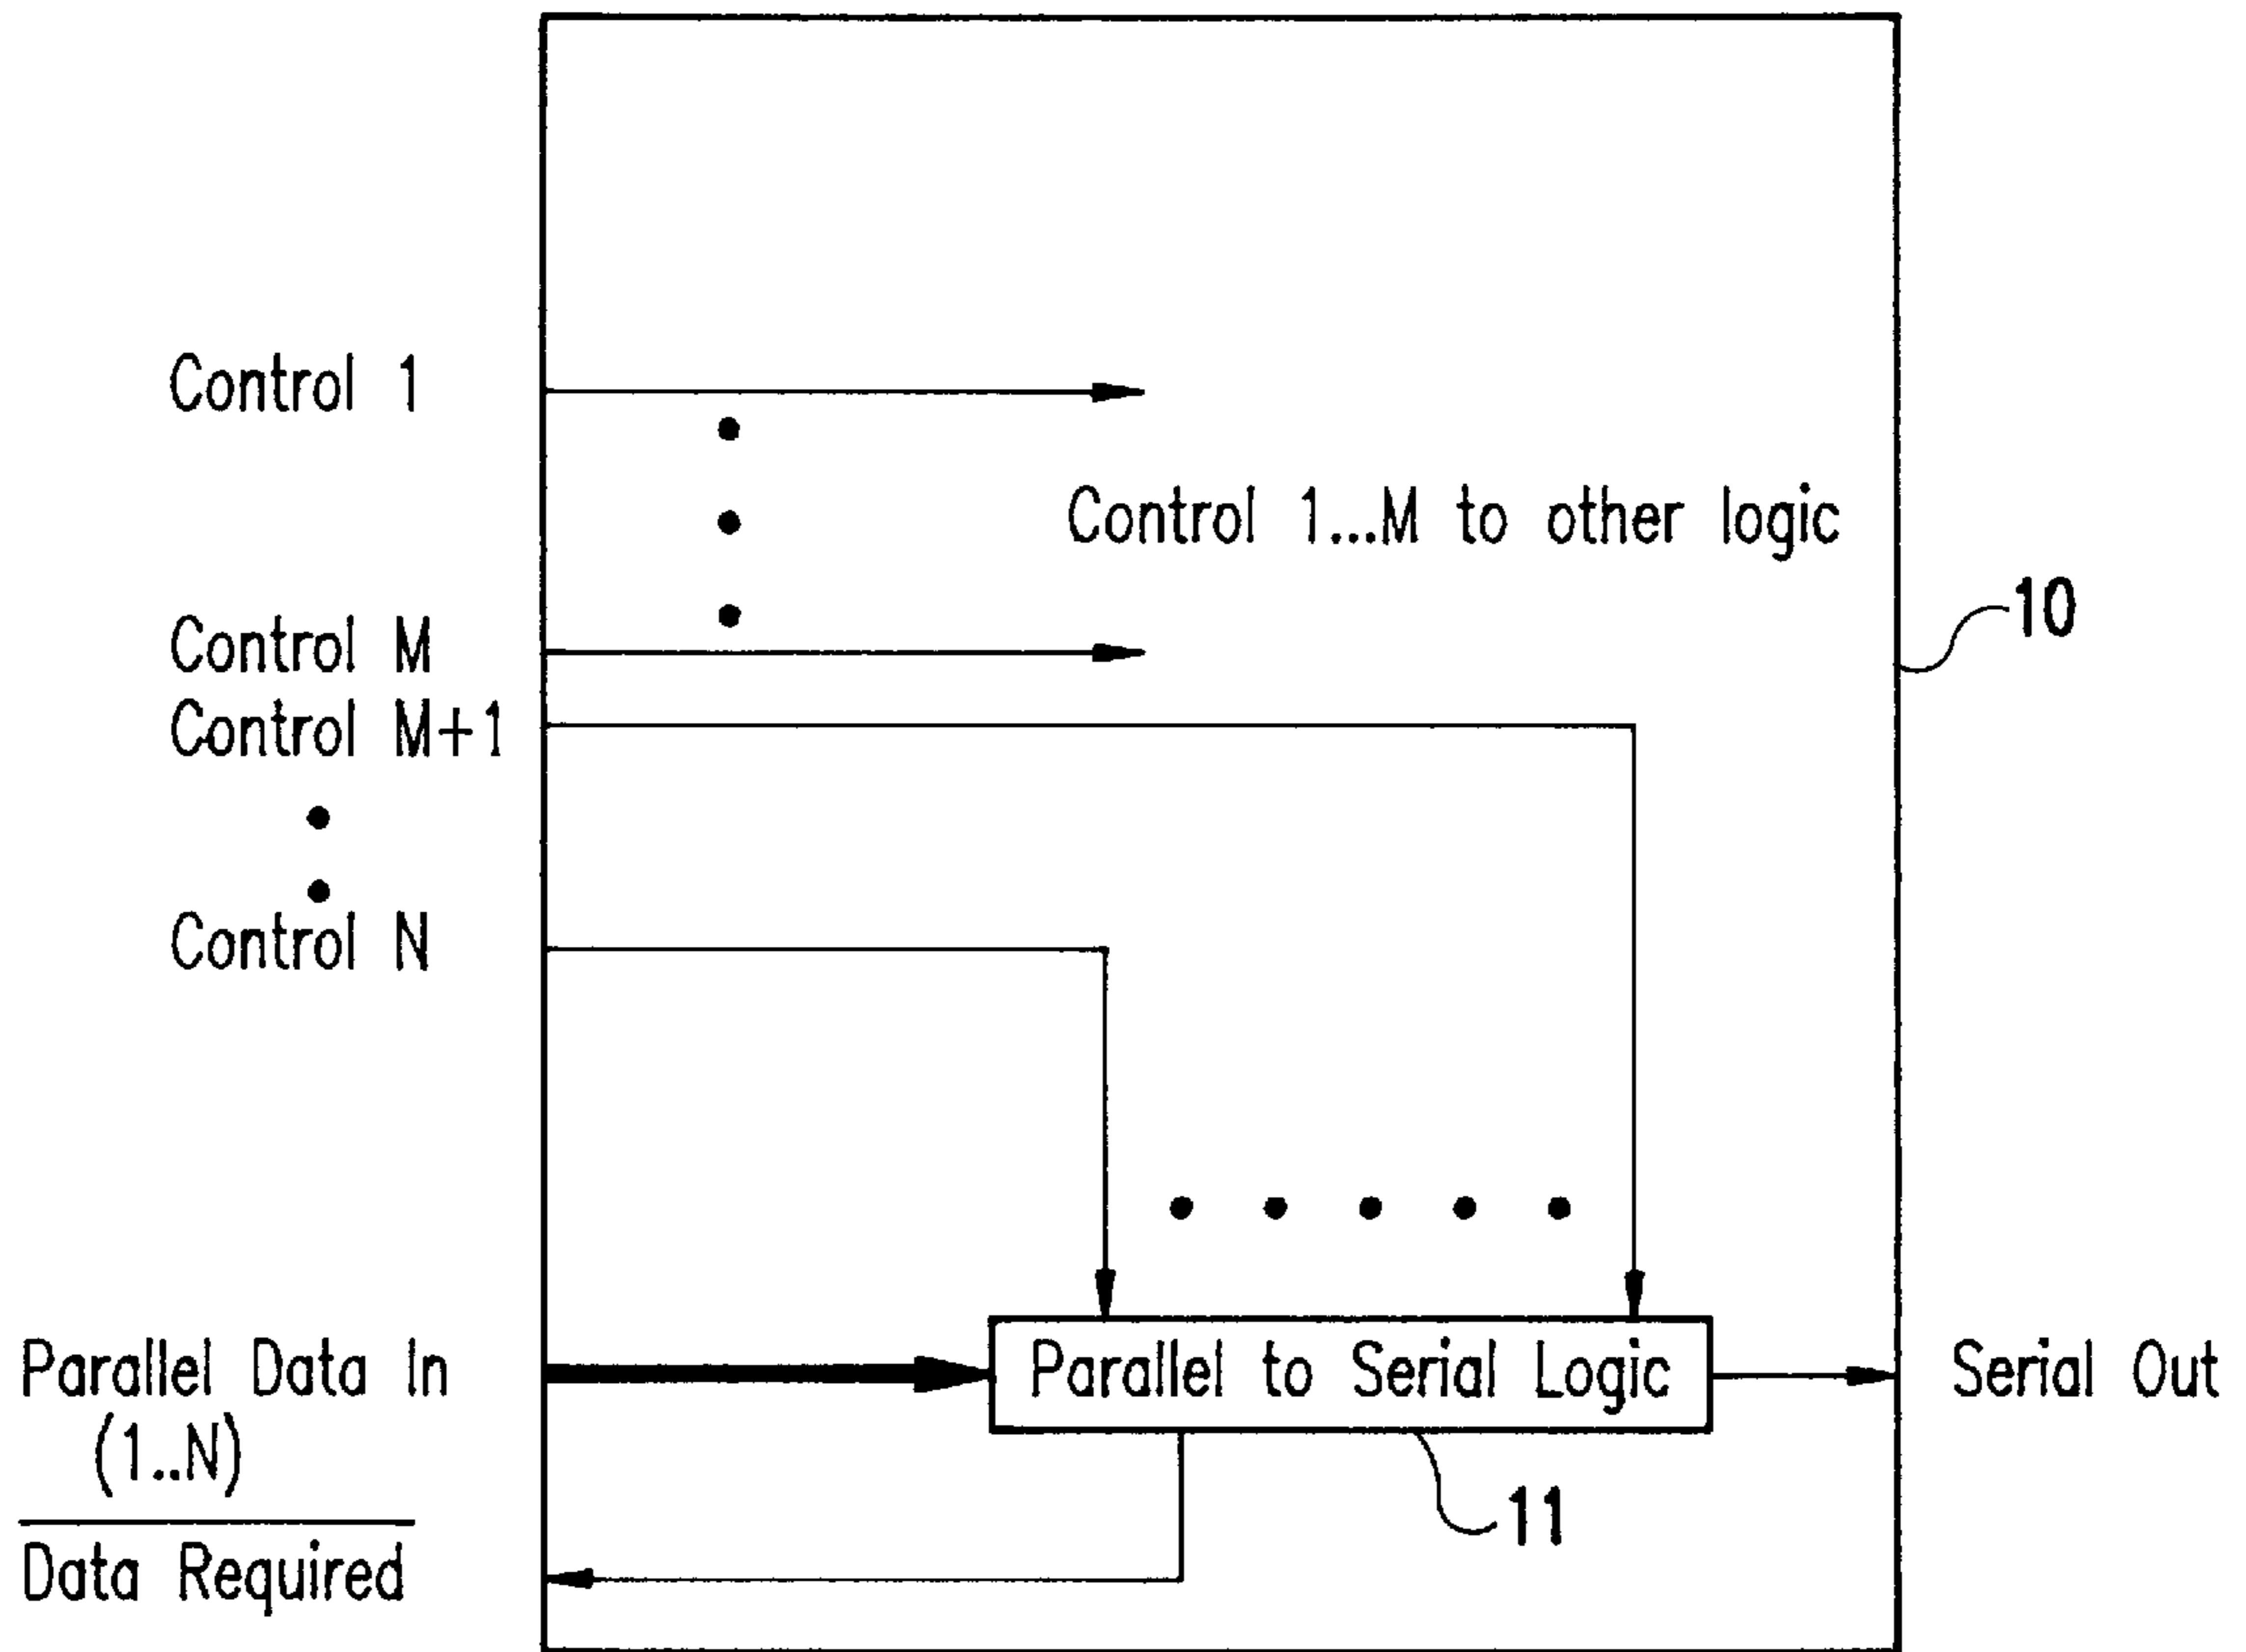 Control 1
Control 1...M to other logic
10
Control M
Control M+1
Control N
Parallel Data In
(1..N)
Parallel to Serial Logic
Serial Out
11
Data Required